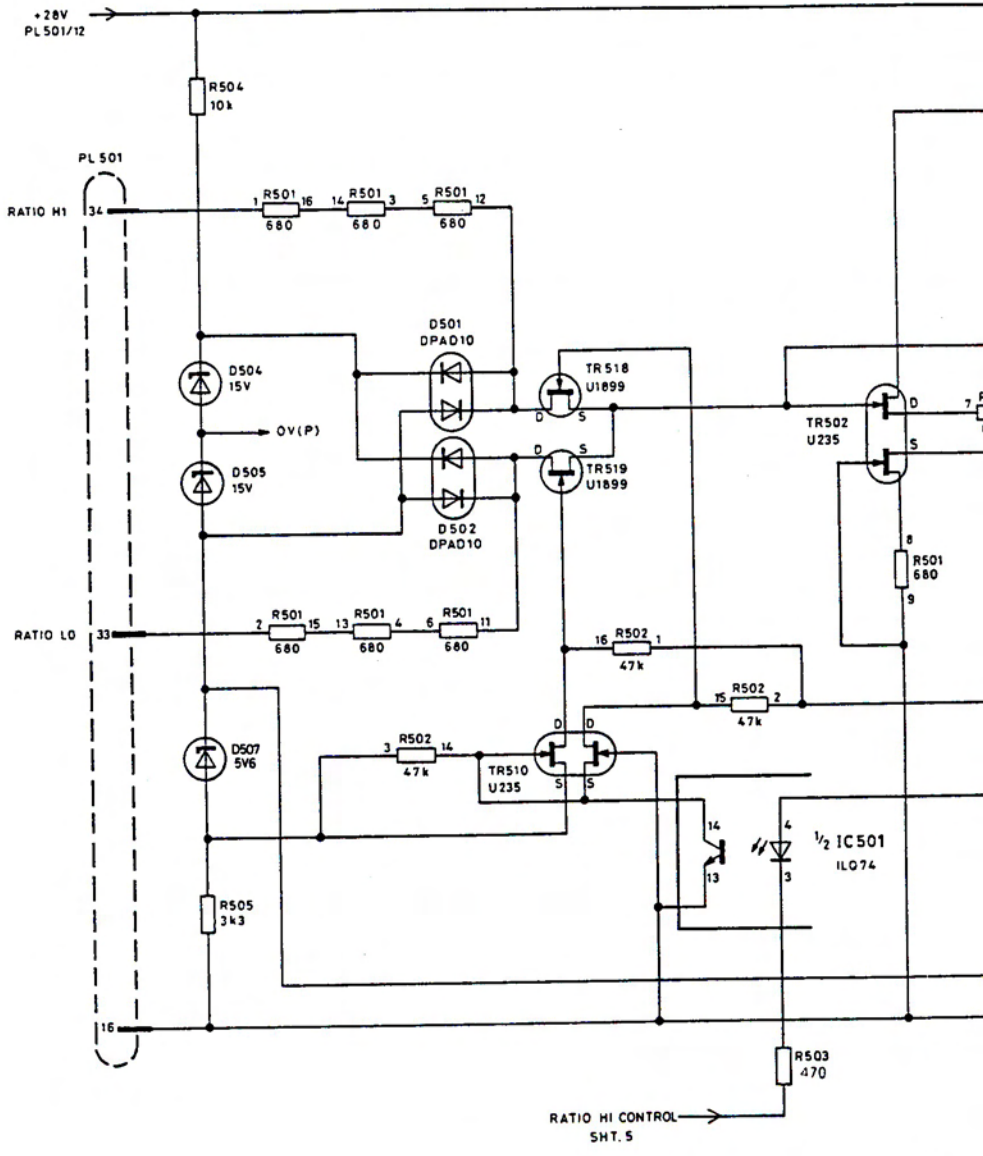 +28V
PL501/12
R504
10k
PL501
RATIO HI
34
1 R501 16
680
14 R501 3
680
5 R501 12
680
D501
DPAD10
D504
15V
TR518
U1899
D S
0V(P)
TR502
U235
D
S
7
D S
TR519
U1899
D505
15V
D502
DPAD10
8
R501
680
9
RATIO LO
33
2 R501 15
680
13 R501 4
680
6 R501 11
680
16 R502 1
47k
15 R502 2
47k
D507
5V6
3 R502 14
47k
D D
TR510
U235
S S
14
13
4
3
1/2 IC501
ILQ74
R505
3k3
16
R503
470
RATIO HI CONTROL
SHT. 5